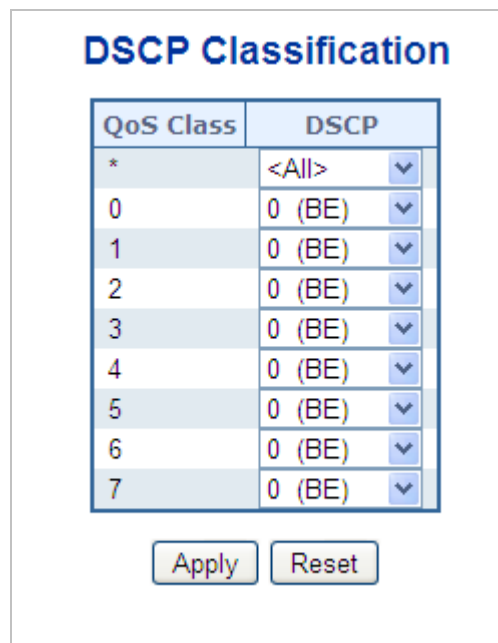 DSCP Classification
QoS Class DSCP
* <All>
0 0 (BE)
1 0 (BE)
2 0 (BE)
3 0 (BE)
4 0 (BE)
5 0 (BE)
6 0 (BE)
7 0 (BE)
Apply Reset